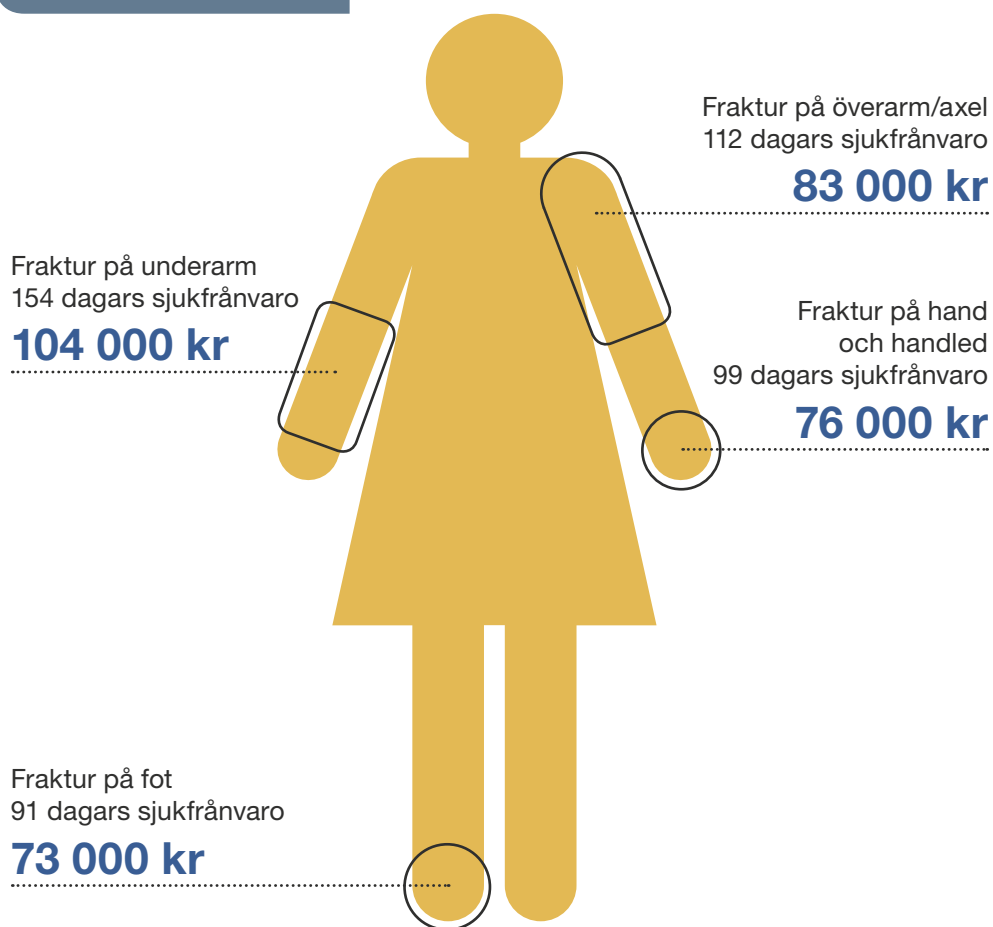 Fraktur på överarm/axel
112 dagars sjukfrånvaro
83 000 kr
Fraktur på underarm
154 dagars sjukfrånvaro
104 000 kr
Fraktur på hand
och handled
99 dagars sjukfrånvaro
76 000 kr
Fraktur på fot
91 dagars sjukfrånvaro
73 000 kr